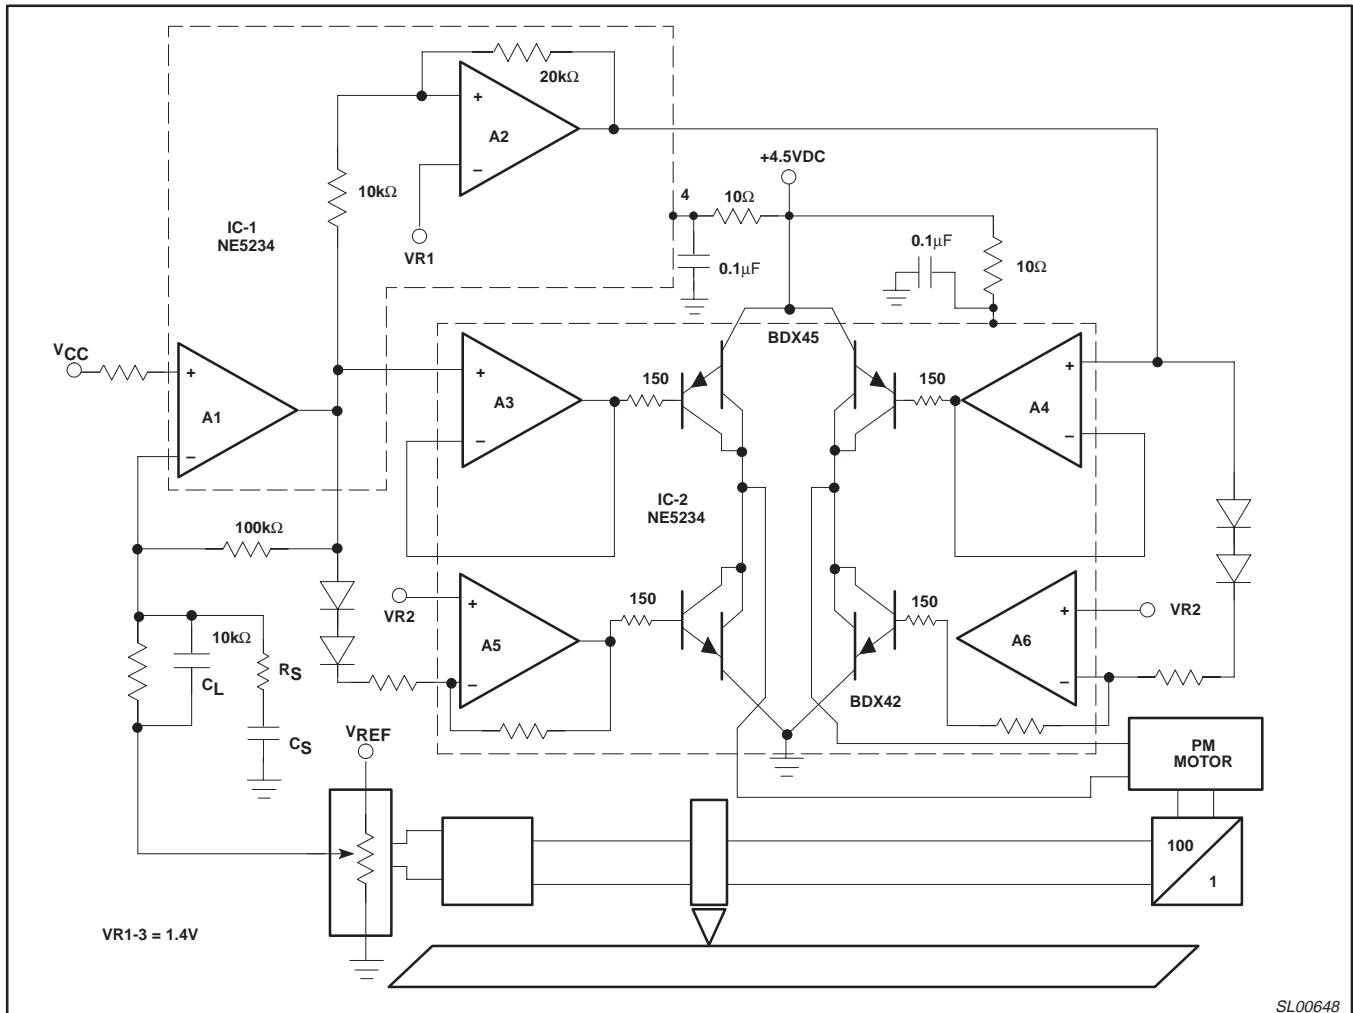 20kΩ
+
A2
−
+4.5VDC
10kΩ
4
10Ω
IC-1
NE5234
VR1
0.1μF
0.1μF
10Ω
BDX45
VCC
+
A1
−
+
A3
−
150
150
+
A4
−
IC-2
NE5234
100kΩ
VR2
+
A5
−
150
150
+
A6
−
VR2
10kΩ
RS
CL
CS
BDX42
VREF
PM
MOTOR
100
1
VR1-3 = 1.4V
SL00648